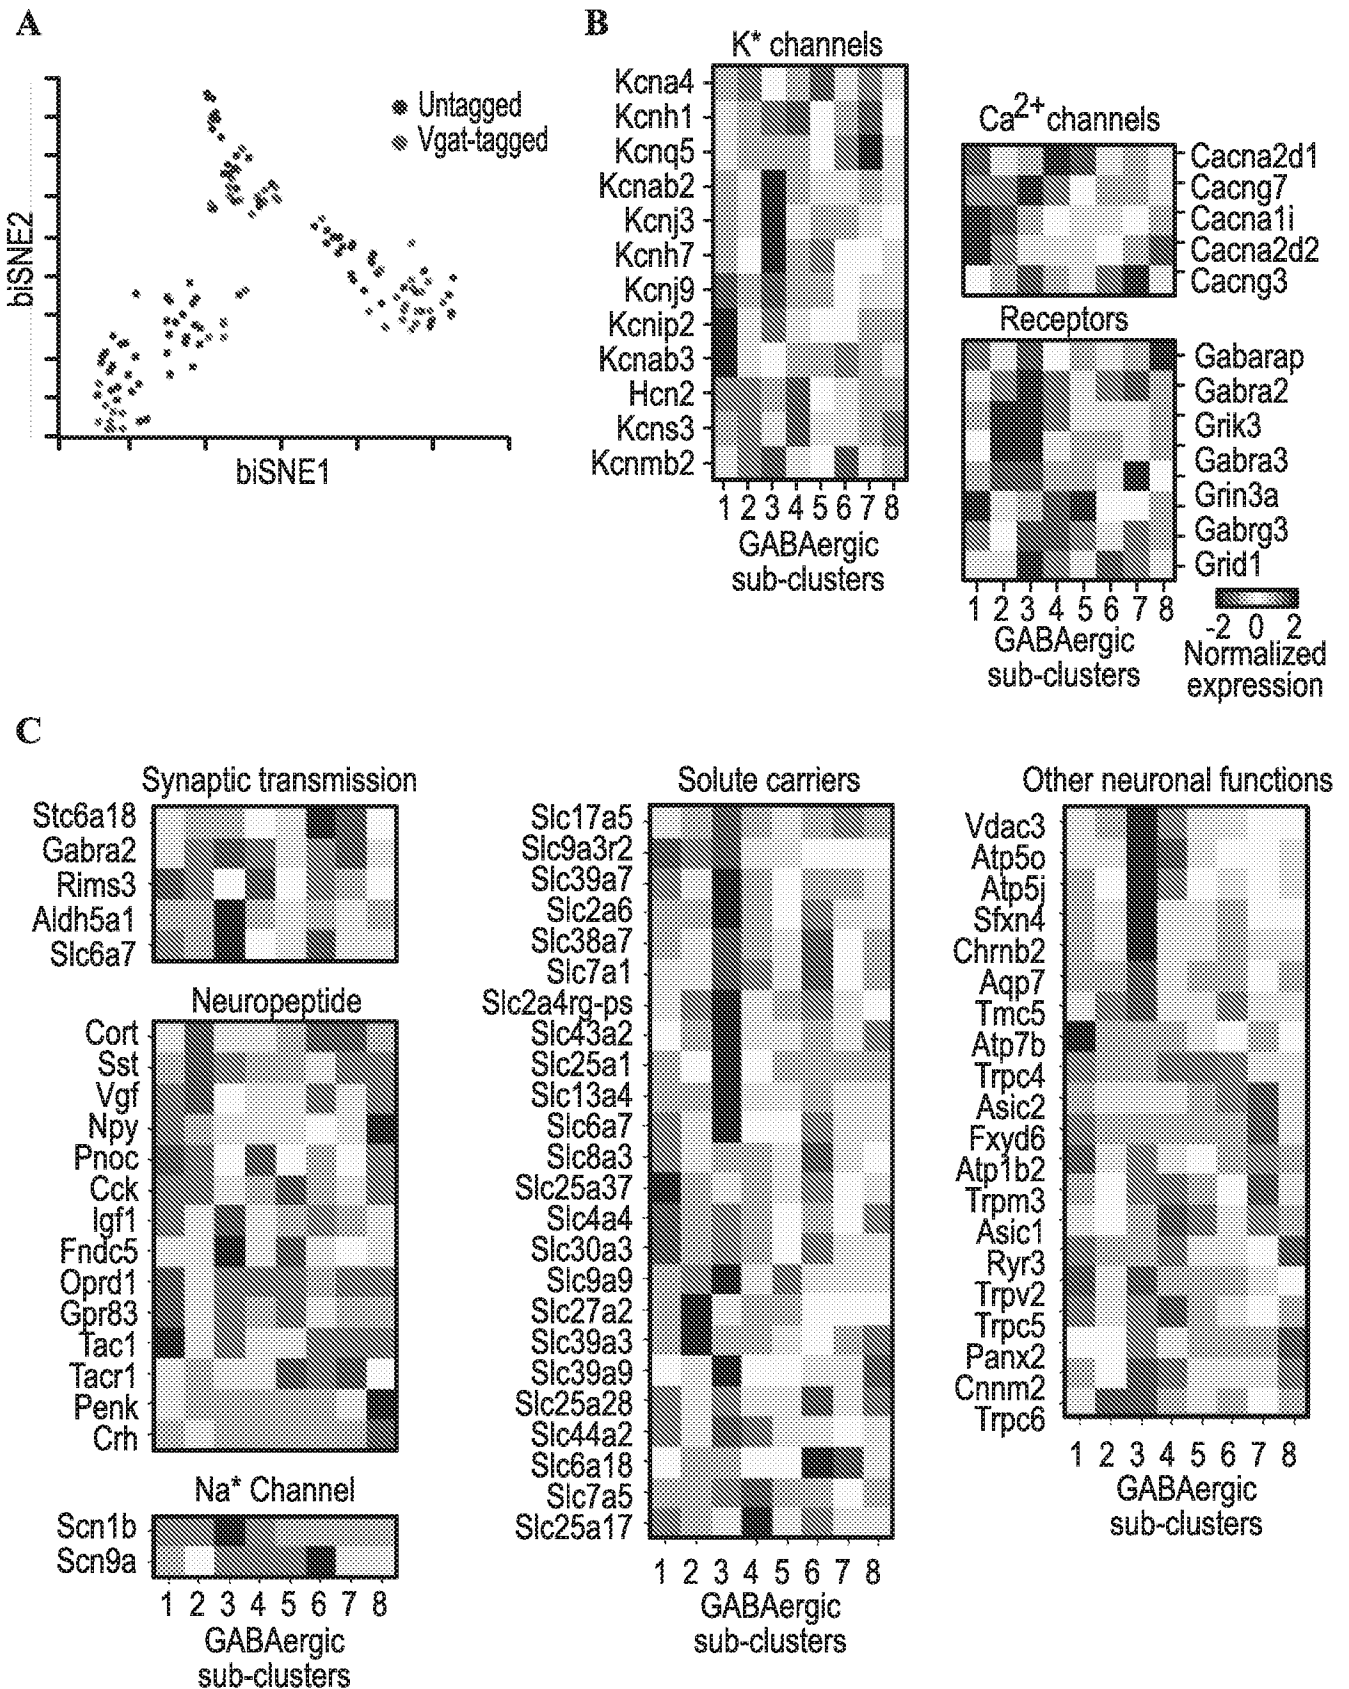 A
biSNE2
Untagged
Vgat-tagged
biSNE1
B
K* channels
Kcna4
Kcnh1
Kcnq5
Kcnab2
Kcnj3
Kcnh7
Kcnj9
Kcnip2
Kcnab3
Hcn2
Kcns3
Kcnmb2
1 2 3 4 5 6 7 8
GABAergic
sub-clusters
Ca2+ channels
Cacna2d1
Cacng7
Cacna1i
Cacna2d2
Cacng3
Receptors
Gabarap
Gabra2
Grik3
Gabra3
Grin3a
Gabrg3
Grid1
1 2 3 4 5 6 7 8
GABAergic
sub-clusters
-2 0 2
Normalized
expression
C
Synaptic transmission
Stc6a18
Gabra2
Rims3
Aldh5a1
Slc6a7
Neuropeptide
Cort
Sst
Vgf
Npy
Pnoc
Cck
Igf1
Fndc5
Oprd1
Gpr83
Tac1
Tacr1
Penk
Crh
Na* Channel
Scn1b
Scn9a
1 2 3 4 5 6 7 8
GABAergic
sub-clusters
Solute carriers
Slc17a5
Slc9a3r2
Slc39a7
Slc2a6
Slc38a7
Slc7a1
Slc2a4rg-ps
Slc43a2
Slc25a1
Slc13a4
Slc6a7
Slc8a3
Slc25a37
Slc4a4
Slc30a3
Slc9a9
Slc27a2
Slc39a3
Slc39a9
Slc25a28
Slc44a2
Slc6a18
Slc7a5
Slc25a17
1 2 3 4 5 6 7 8
GABAergic
sub-clusters
Other neuronal functions
Vdac3
Atp5o
Atp5j
Sfxn4
Chrnb2
Aqp7
Tmc5
Atp7b
Trpc4
Asic2
Fxyd6
Atp1b2
Trpm3
Asic1
Ryr3
Trpv2
Trpc5
Panx2
Cnnm2
Trpc6
1 2 3 4 5 6 7 8
GABAergic
sub-clusters